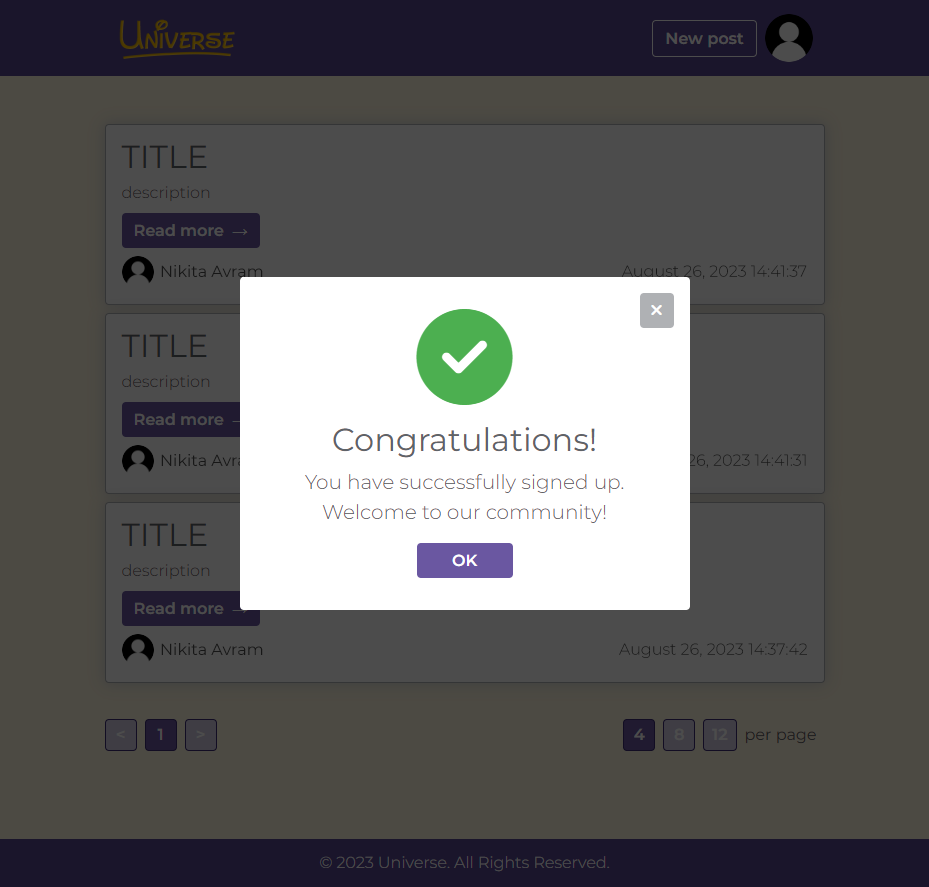 UNIVERSE
New post
TITLE
description
Read more →
Nikita Avram
August 26, 2023 14:41:37
TITLE
description
Read more
Nikita Avra
26, 2023 14:41:31
×
Congratulations!
You have successfully signed up.
Welcome to our community!
OK
TITLE
description
Read more →
Nikita Avram
August 26, 2023 14:37:42
< 1 >
4 8 12 per page
© 2023 Universe. All Rights Reserved.